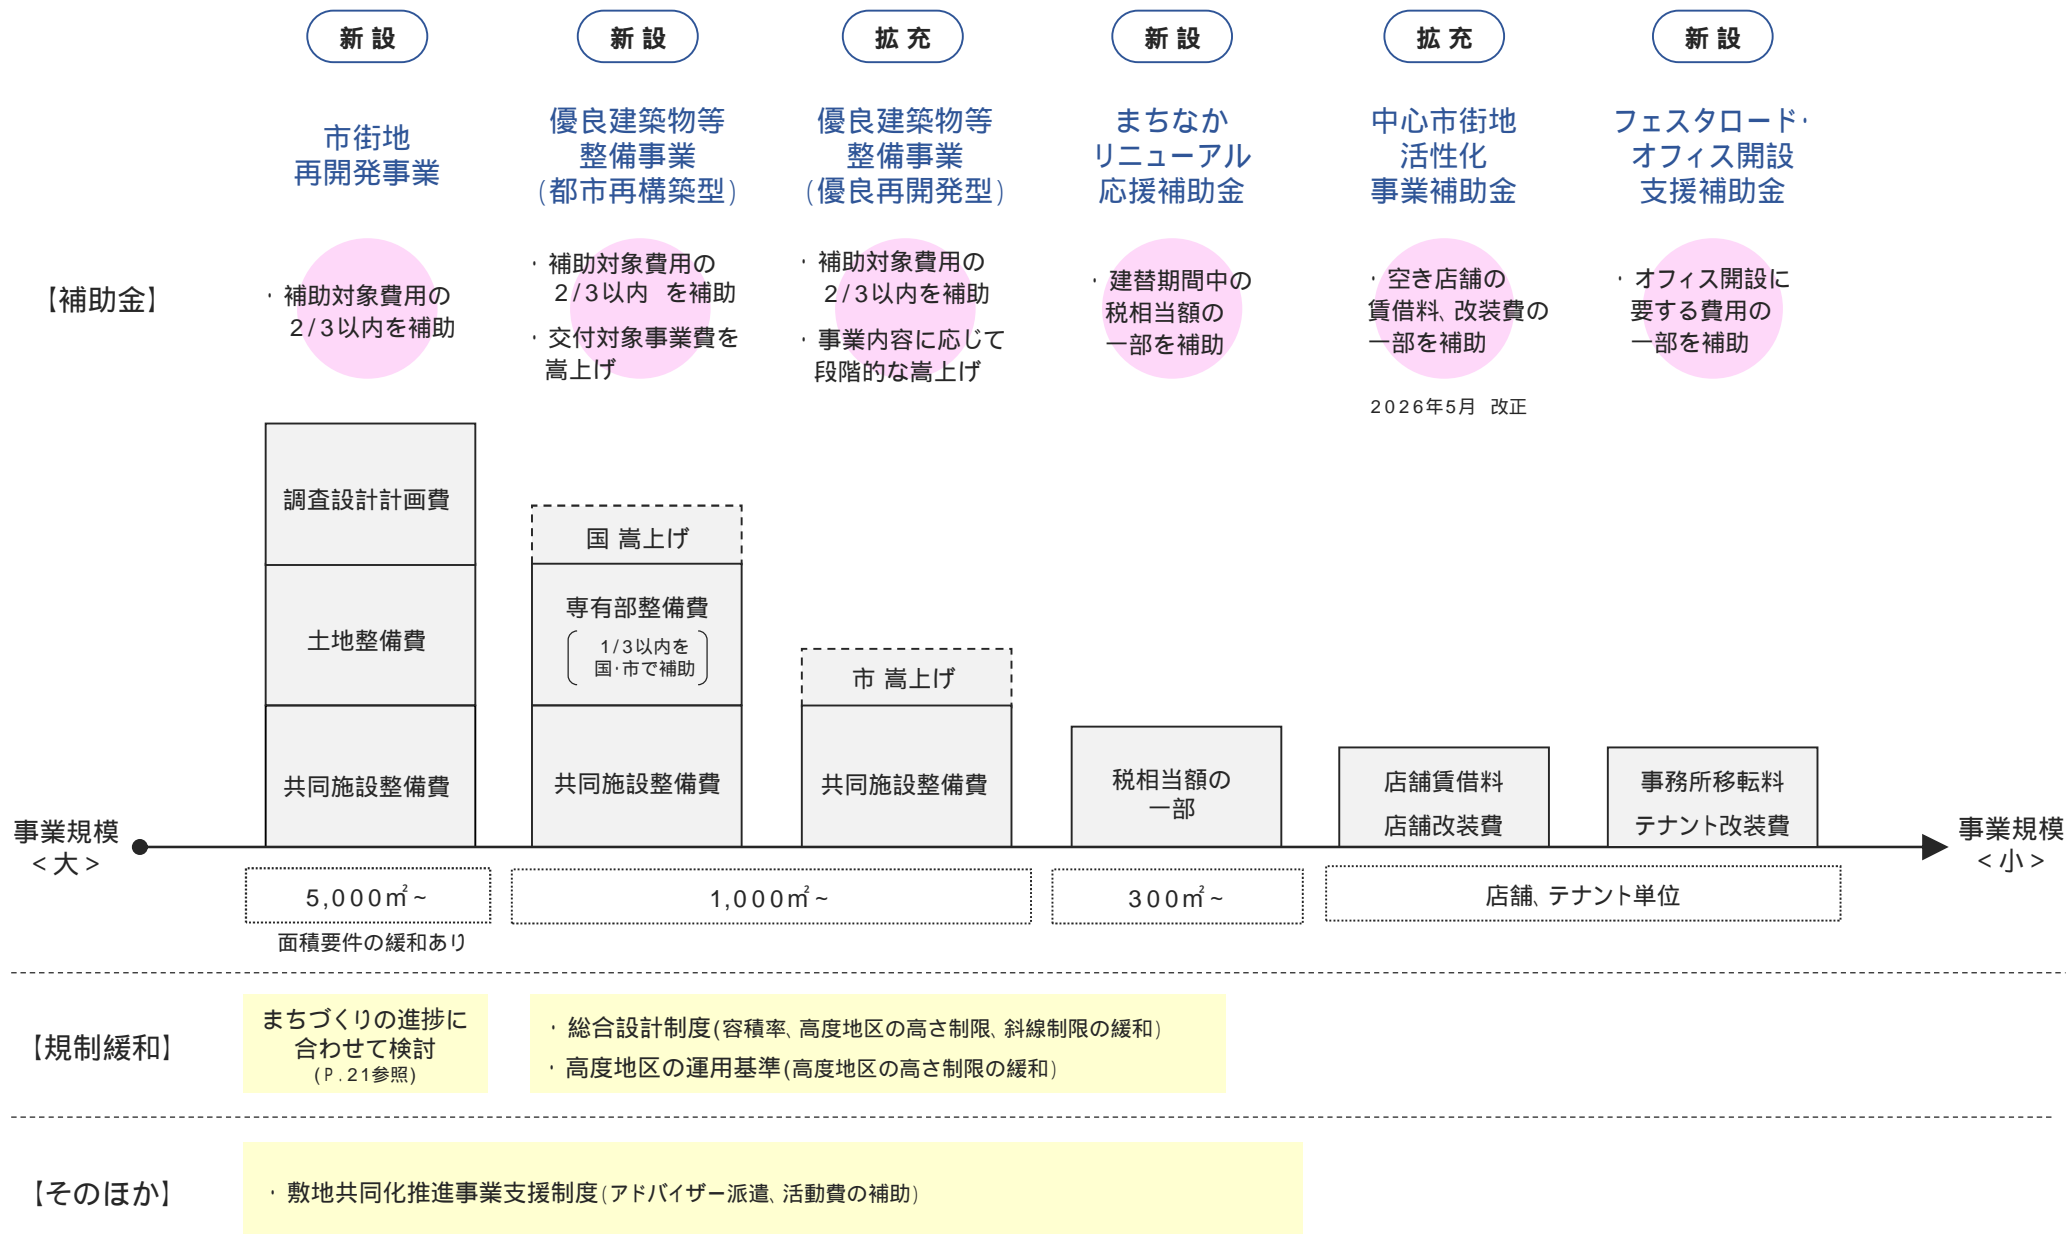 新設
新設
拡充
新設
拡充
新設
市街地
再開発事業
優良建築物等
整備事業
(都市再構築型)
優良建築物等
整備事業
(優良再開発型)
まちなか
リニューアル
応援補助金
中心市街地
活性化
事業補助金
フェスタロード・
オフィス開設
支援補助金
【補助金】
・補助対象費用の
2/3以内を補助
・補助対象費用の
2/3以内 を補助
・交付対象事業費を
嵩上げ
・補助対象費用の
2/3以内を補助
・事業内容に応じて
段階的な嵩上げ
・建替期間中の
税相当額の
一部を補助
・空き店舗の
賃借料、改装費の
一部を補助
・オフィス開設に
要する費用の
一部を補助
2026年5月 改正
調査設計計画費
土地整備費
共同施設整備費
国 嵩上げ
専有部整備費
1/3以内を
国・市で補助
共同施設整備費
市 嵩上げ
共同施設整備費
税相当額の
一部
店舗賃借料
店舗改装費
事務所移転料
テナント改装費
事業規模
<大>
事業規模
<小>
5,000㎡~
1,000㎡~
300㎡~
店舗、テナント単位
面積要件の緩和あり
【規制緩和】
まちづくりの進捗に
合わせて検討
(P.21参照)
・総合設計制度(容積率、高度地区の高さ制限、斜線制限の緩和)
・高度地区の運用基準(高度地区の高さ制限の緩和)
【そのほか】
・敷地共同化推進事業支援制度(アドバイザー派遣、活動費の補助)